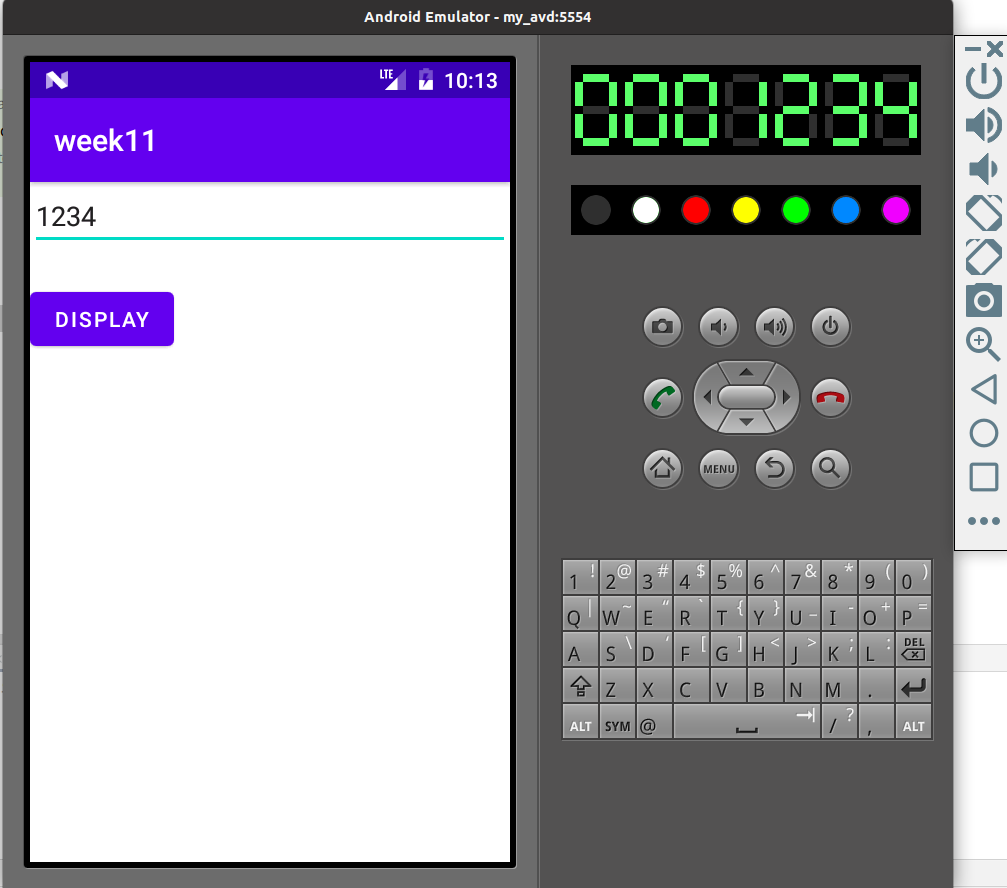 Android Emulator - my_avd:5554
LTE 10:13
week11
1234
DISPLAY
0001234
MENU
1 ! 2 @ 3 # 4 $ 5 % 6 ^ 7 & 8 * 9 ( 0 )
Q | W ~ E “ R ` T { Y } U _ I - O + P =
A S \ D ‘ F [ G ] H < J > K ; L : DEL
Z X C V B N M .
ALT SYM @ / ? , ALT